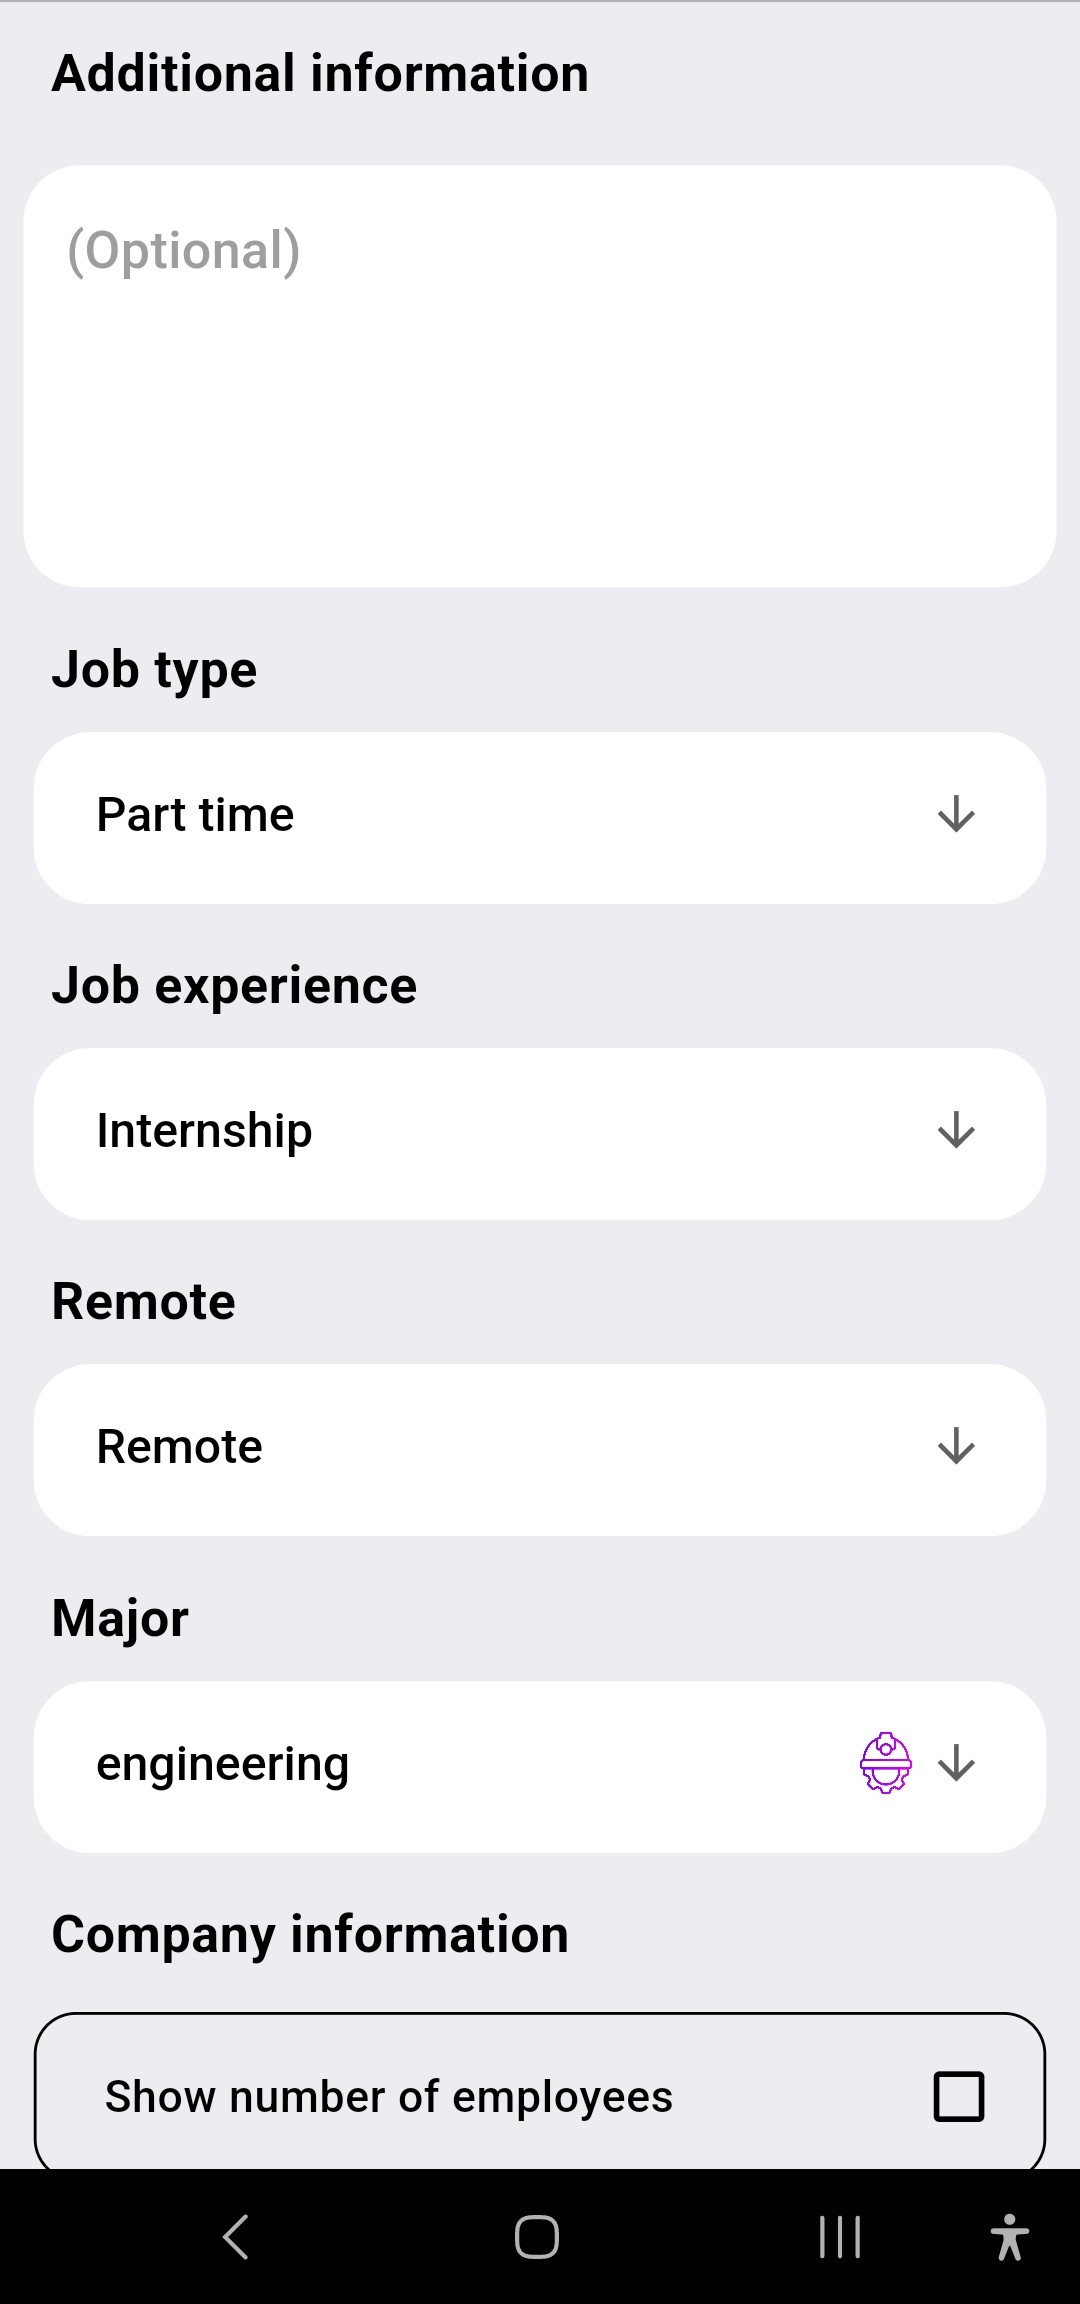 Additional information
(Optional)
Job type
Part time
Job experience
Internship
Remote
Remote
Major
engineering
Company information
Show number of employees